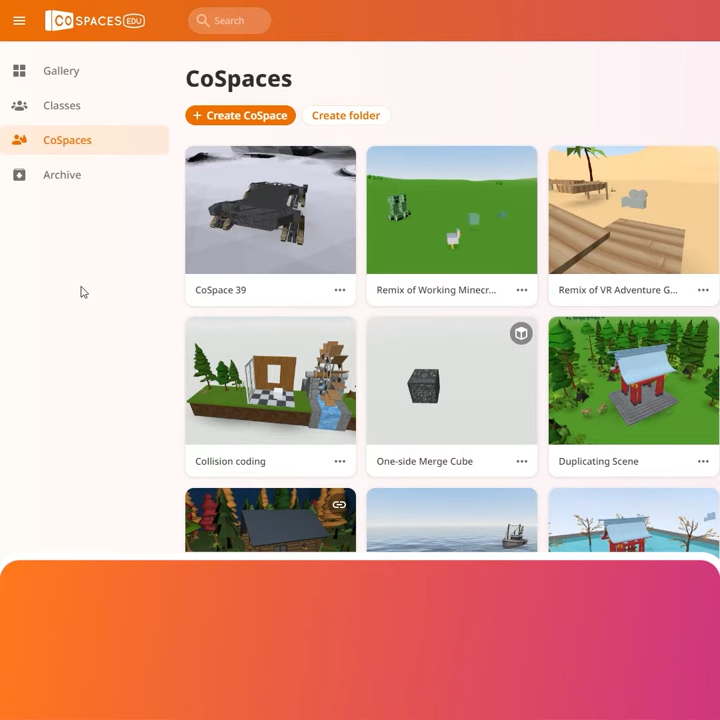 COSPACES EDU
Search
Gallery
Classes
CoSpaces
Archive
CoSpaces
+ Create CoSpace
Create folder
CoSpace 39
Remix of Working Minecr...
Remix of VR Adventure G...
Collision coding
One-side Merge Cube
Duplicating Scene